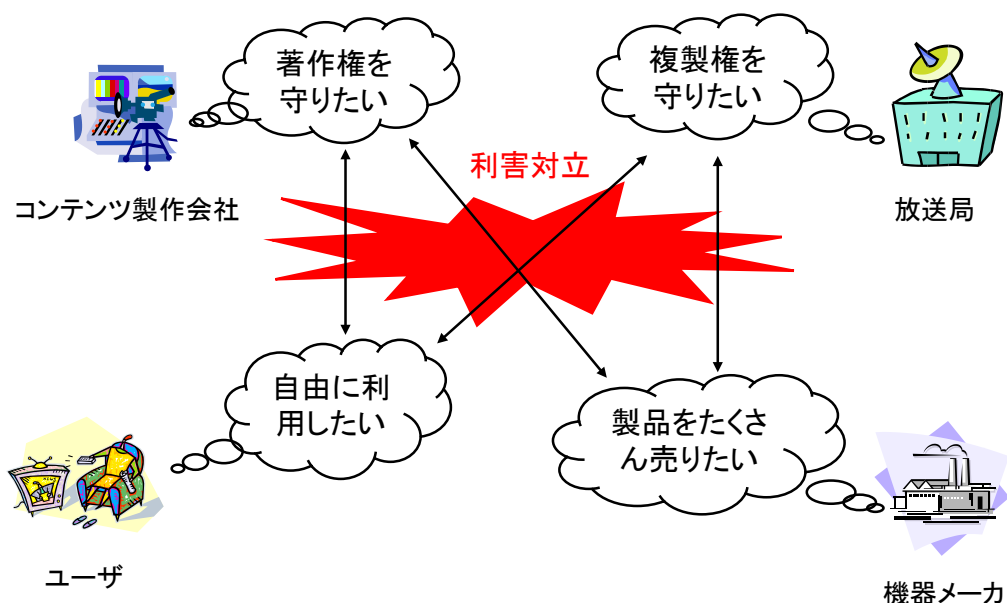 著作権を
守りたい
複製権を
守りたい
利害対立
コンテンツ製作会社
放送局
自由に利
用したい
製品をたくさ
ん売りたい
ユーザ
機器メーカ